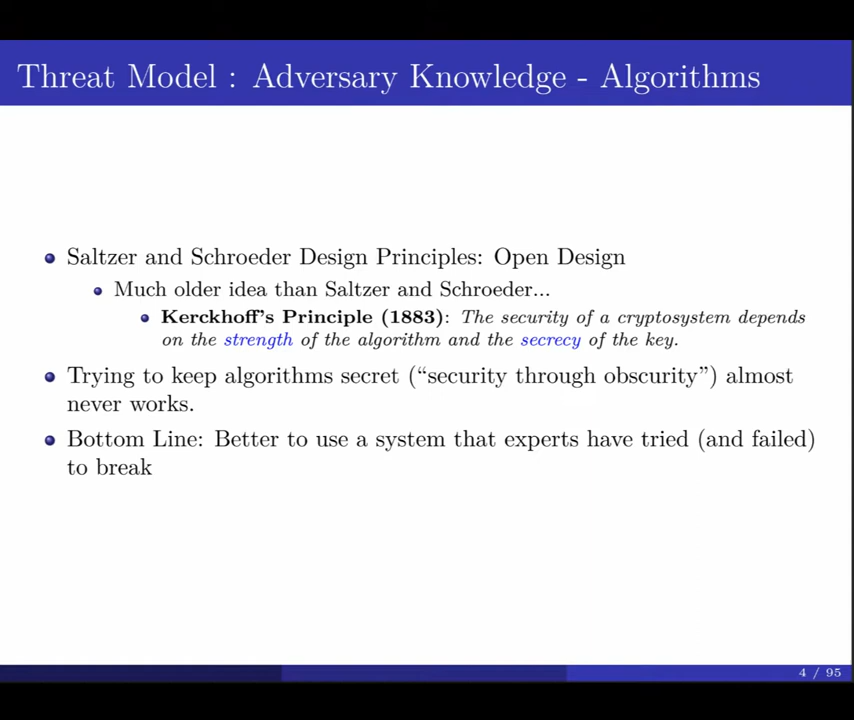 Threat Model : Adversary Knowledge - Algorithms
Saltzer and Schroeder Design Principles: Open Design
Much older idea than Saltzer and Schroeder...
Kerckhoff's Principle (1883): The security of a cryptosystem depends
on the strength of the algorithm and the secrecy of the key.
Trying to keep algorithms secret (“security through obscurity”) almost
never works.
Bottom Line: Better to use a system that experts have tried (and failed)
to break
4 / 95